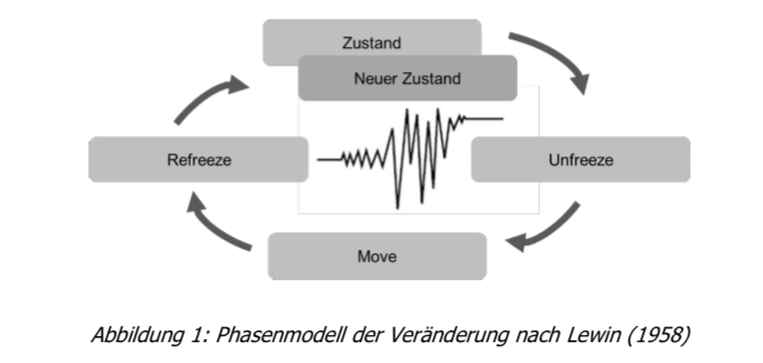 Zustand
Neuer Zustand
Refreeze
Unfreeze
Move
Abbildung 1: Phasenmodell der Veränderung nach Lewin (1958)